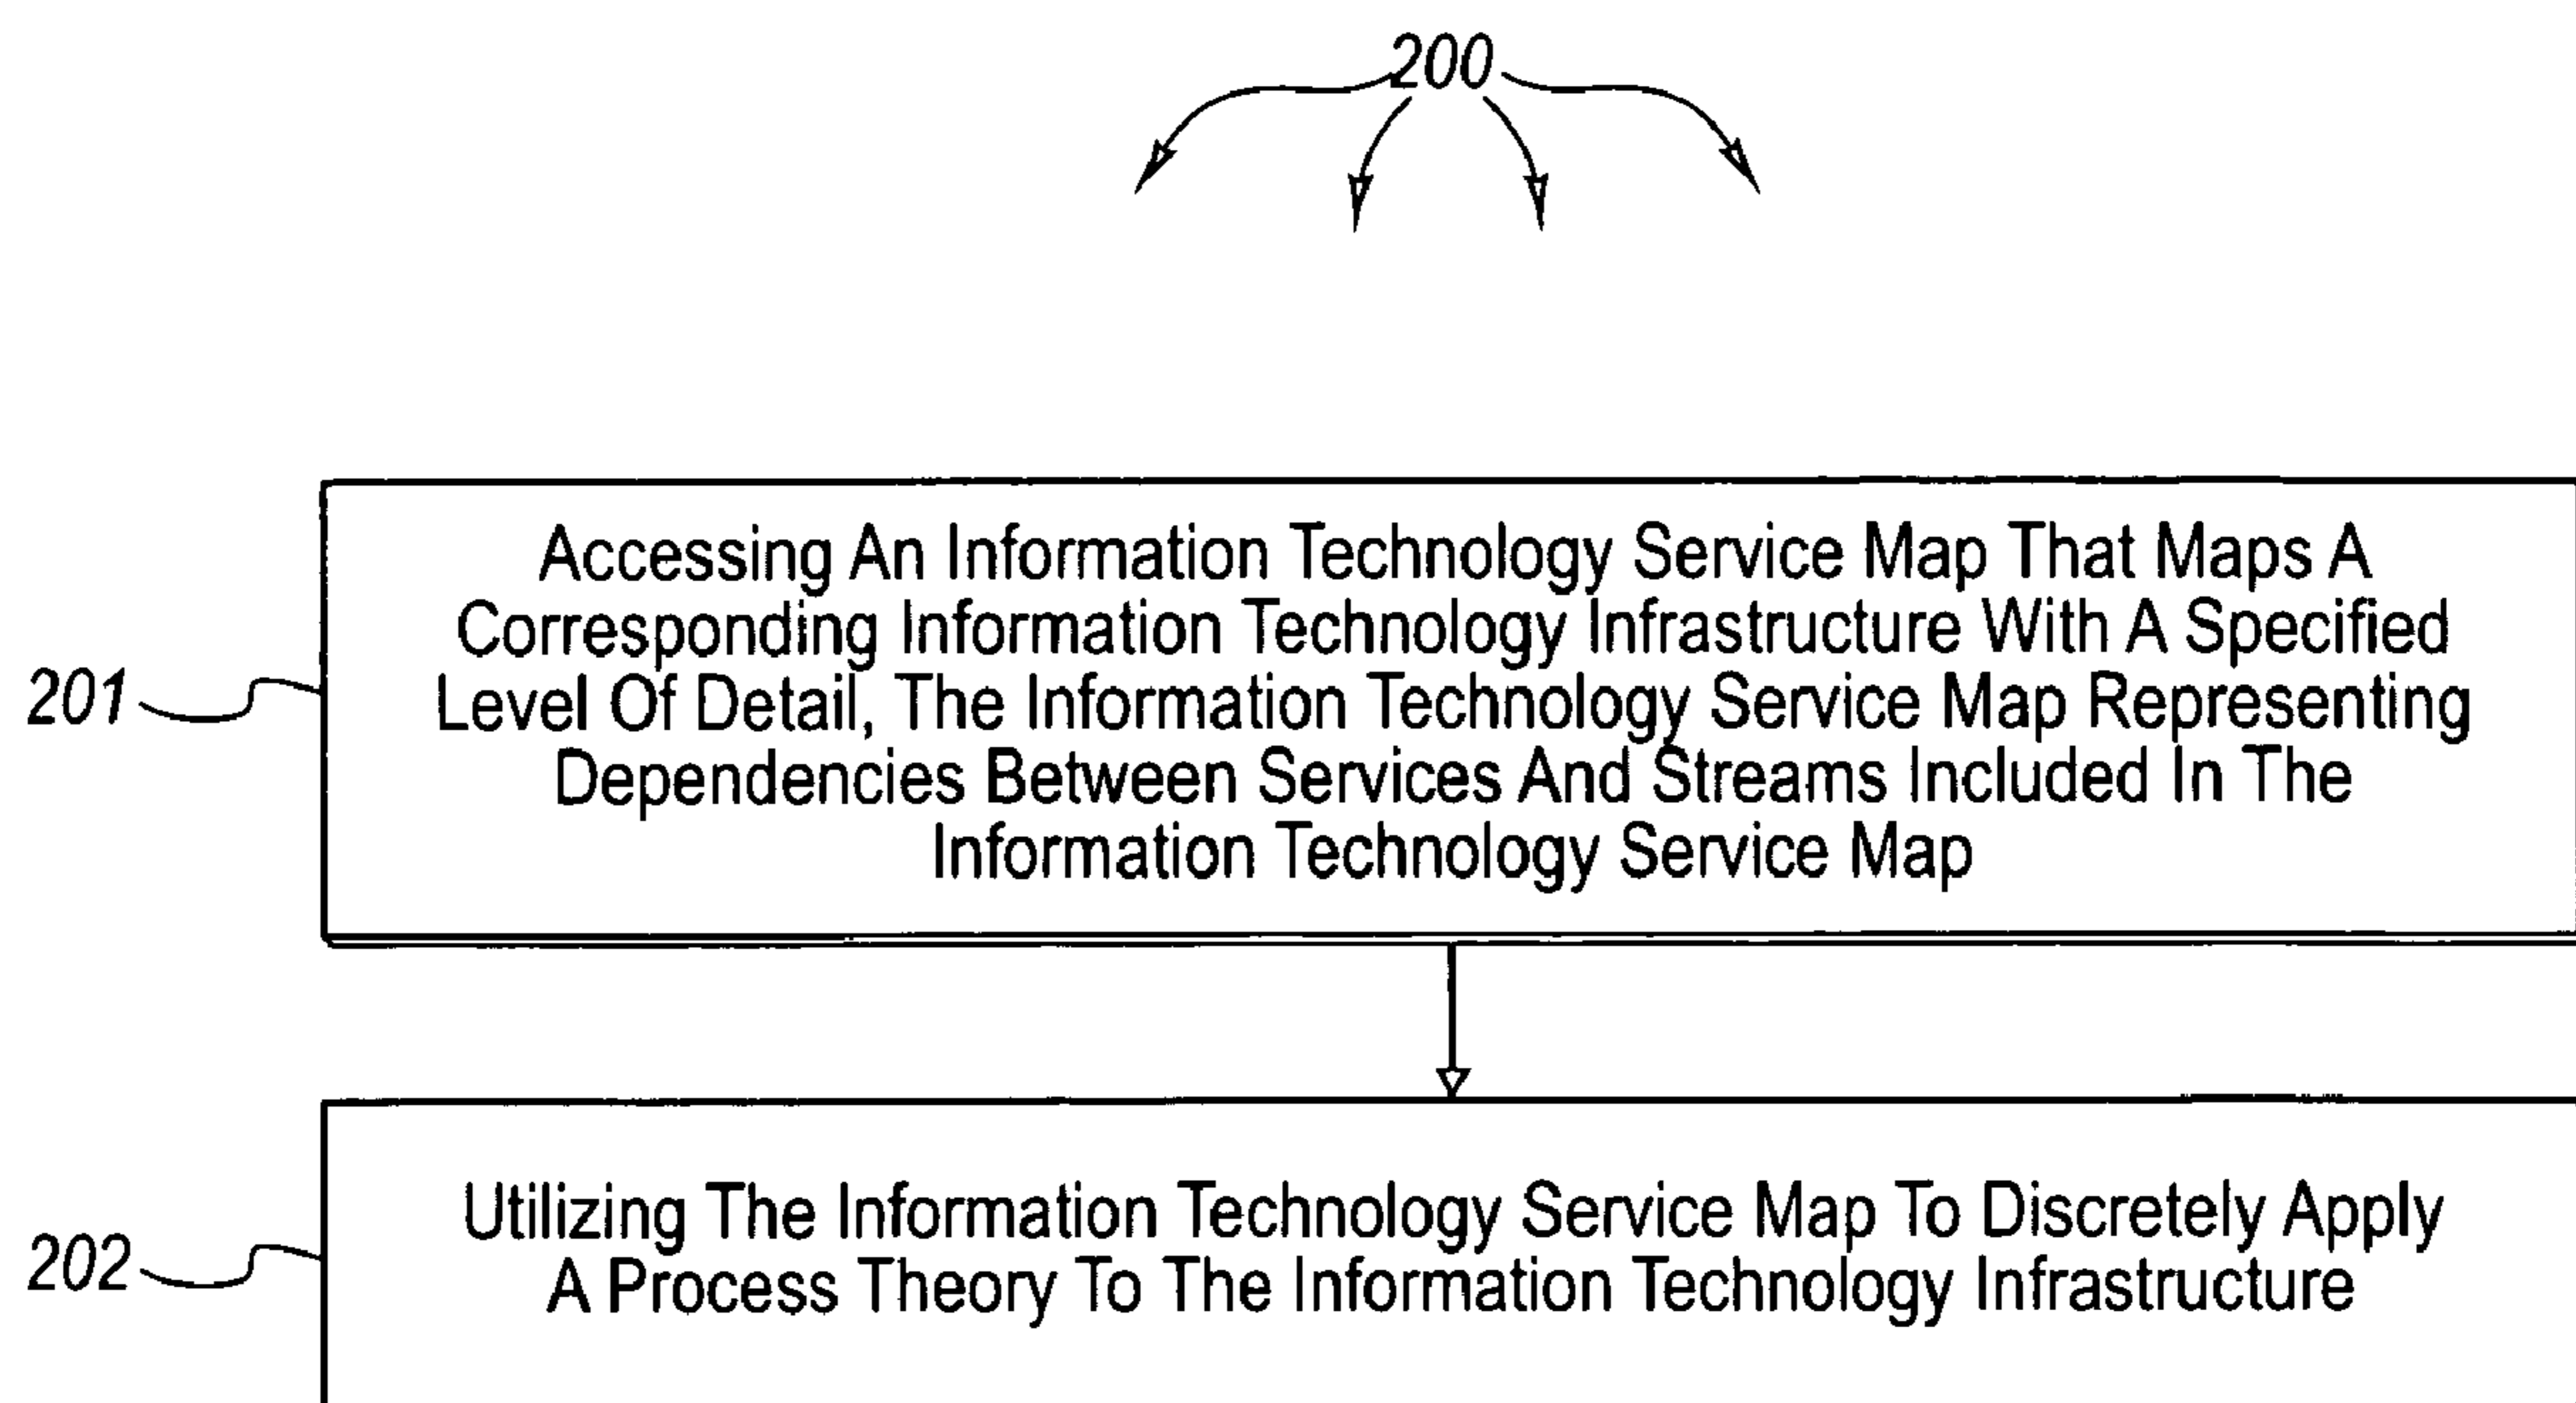 200
Accessing An Information Technology Service Map That Maps A
Corresponding Information Technology Infrastructure With A Specified
Level Of Detail, The Information Technology Service Map Representing
Dependencies Between Services And Streams Included In The
Information Technology Service Map
201
Utilizing The Information Technology Service Map To Discretely Apply
A Process Theory To The Information Technology Infrastructure
202